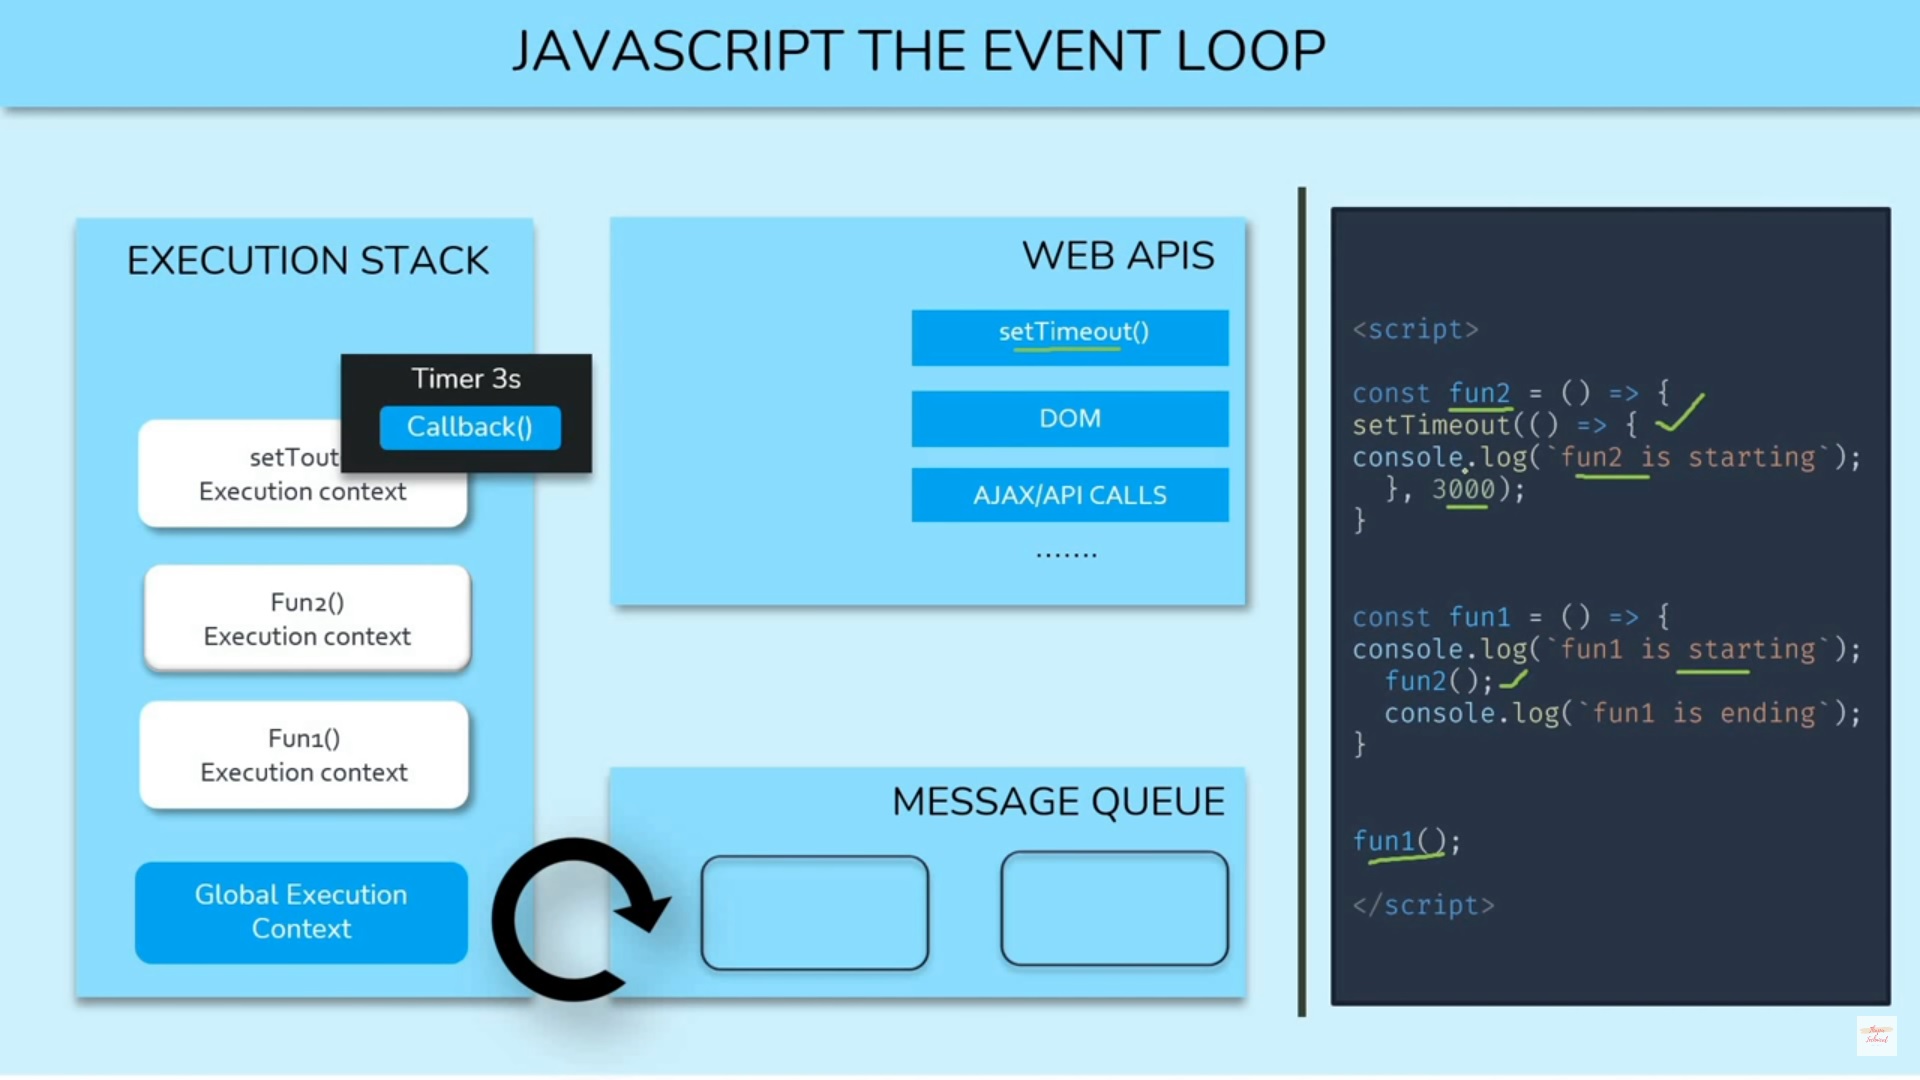 JAVASCRIPT THE EVENT LOOP
EXECUTION STACK
Timer 3s
Callback()
setTout
Execution context
Fun2()
Execution context
Fun1()
Execution context
Global Execution
Context
WEB APIS
setTimeout()
DOM
AJAX/API CALLS
.......
MESSAGE QUEUE
<script>
const fun2 = () => {
setTimeout(() => {
console.log(`fun2 is starting`);
}, 3000);
}
const fun1 = () => {
console.log(`fun1 is starting`);
fun2();
console.log(`fun1 is ending`);
}
fun1();
</script>